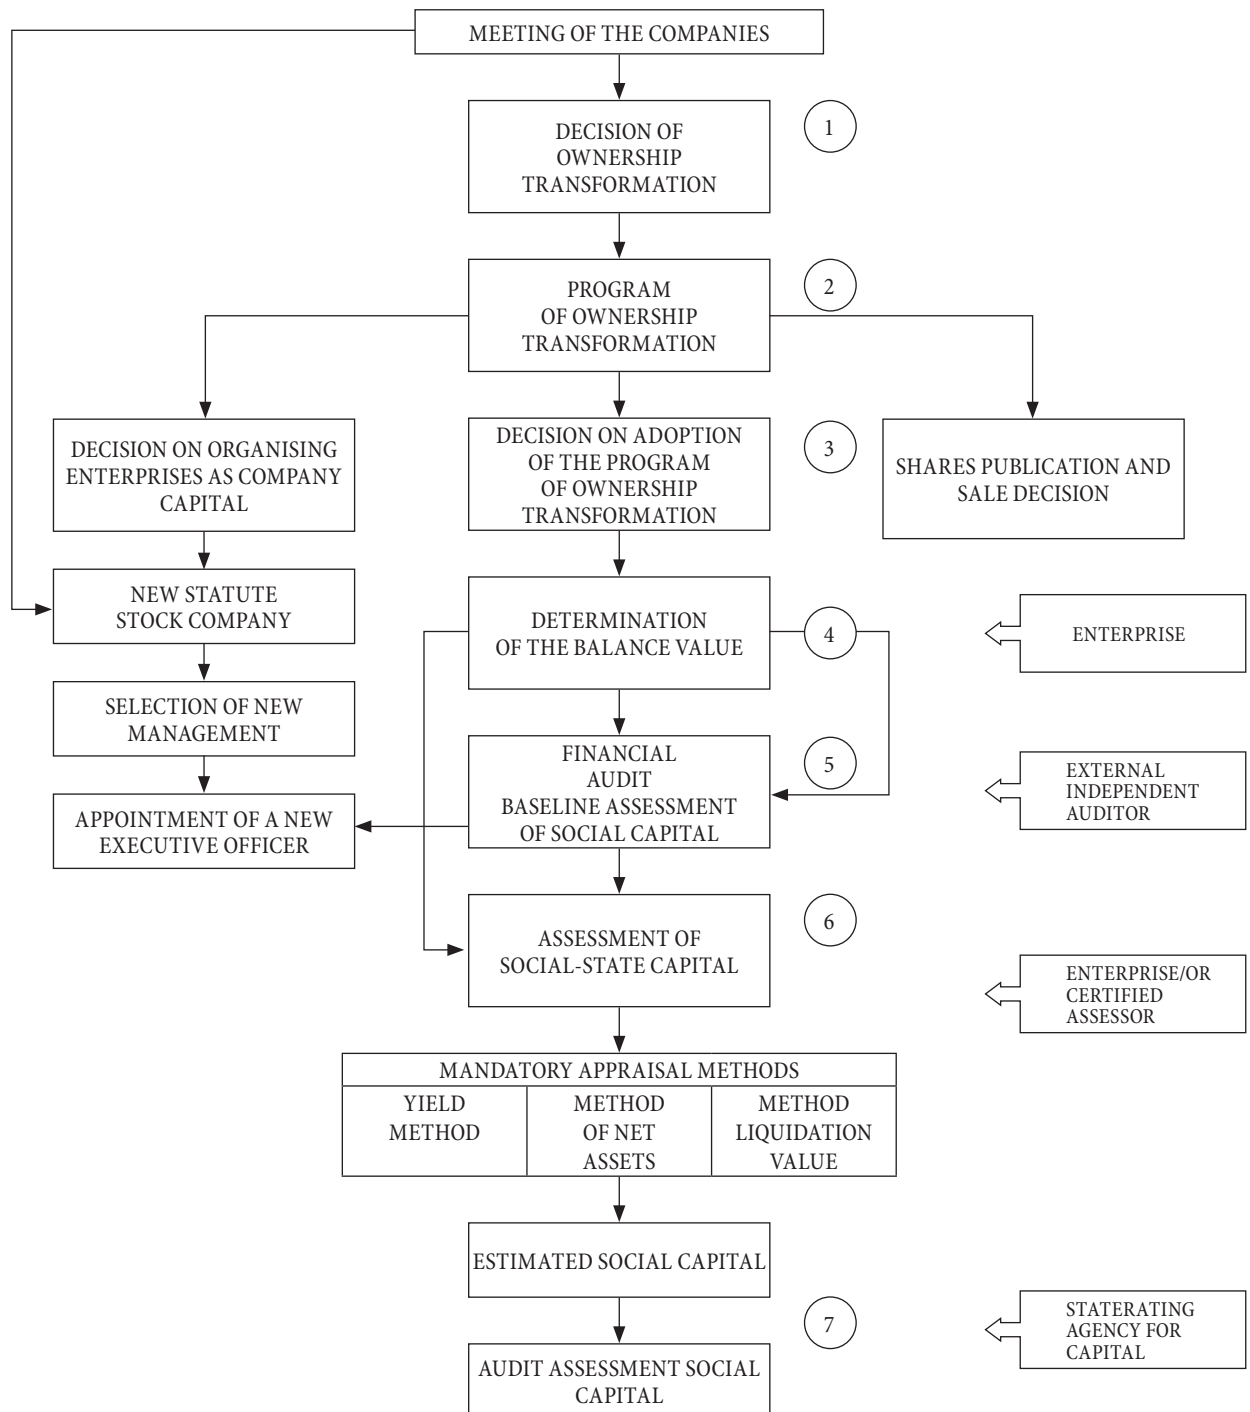 MEETING OF THE COMPANIES
DECISION OF
OWNERSHIP
TRANSFORMATION
1
PROGRAM
OF OWNERSHIP
TRANSFORMATION
2
DECISION ON ORGANISING
ENTERPRISES AS COMPANY
CAPITAL
DECISION ON ADOPTION
OF THE PROGRAM
OF OWNERSHIP
TRANSFORMATION
3
SHARES PUBLICATION AND
SALE DECISION
NEW STATUTE
STOCK COMPANY
DETERMINATION
OF THE BALANCE VALUE
4
ENTERPRISE
SELECTION OF NEW
MANAGEMENT
FINANCIAL
AUDIT
BASELINE ASSESSMENT
OF SOCIAL CAPITAL
5
EXTERNAL
INDEPENDENT
AUDITOR
APPOINTMENT OF A NEW
EXECUTIVE OFFICER
ASSESSMENT OF
SOCIAL-STATE CAPITAL
6
ENTERPRISE/OR
CERTIFIED
ASSESSOR
MANDATORY APPRAISAL METHODS
YIELD
METHOD
METHOD
OF NET
ASSETS
METHOD
LIQUIDATION
VALUE
ESTIMATED SOCIAL CAPITAL
7
STATERATING
AGENCY FOR
CAPITAL
AUDIT ASSESSMENT SOCIAL
CAPITAL